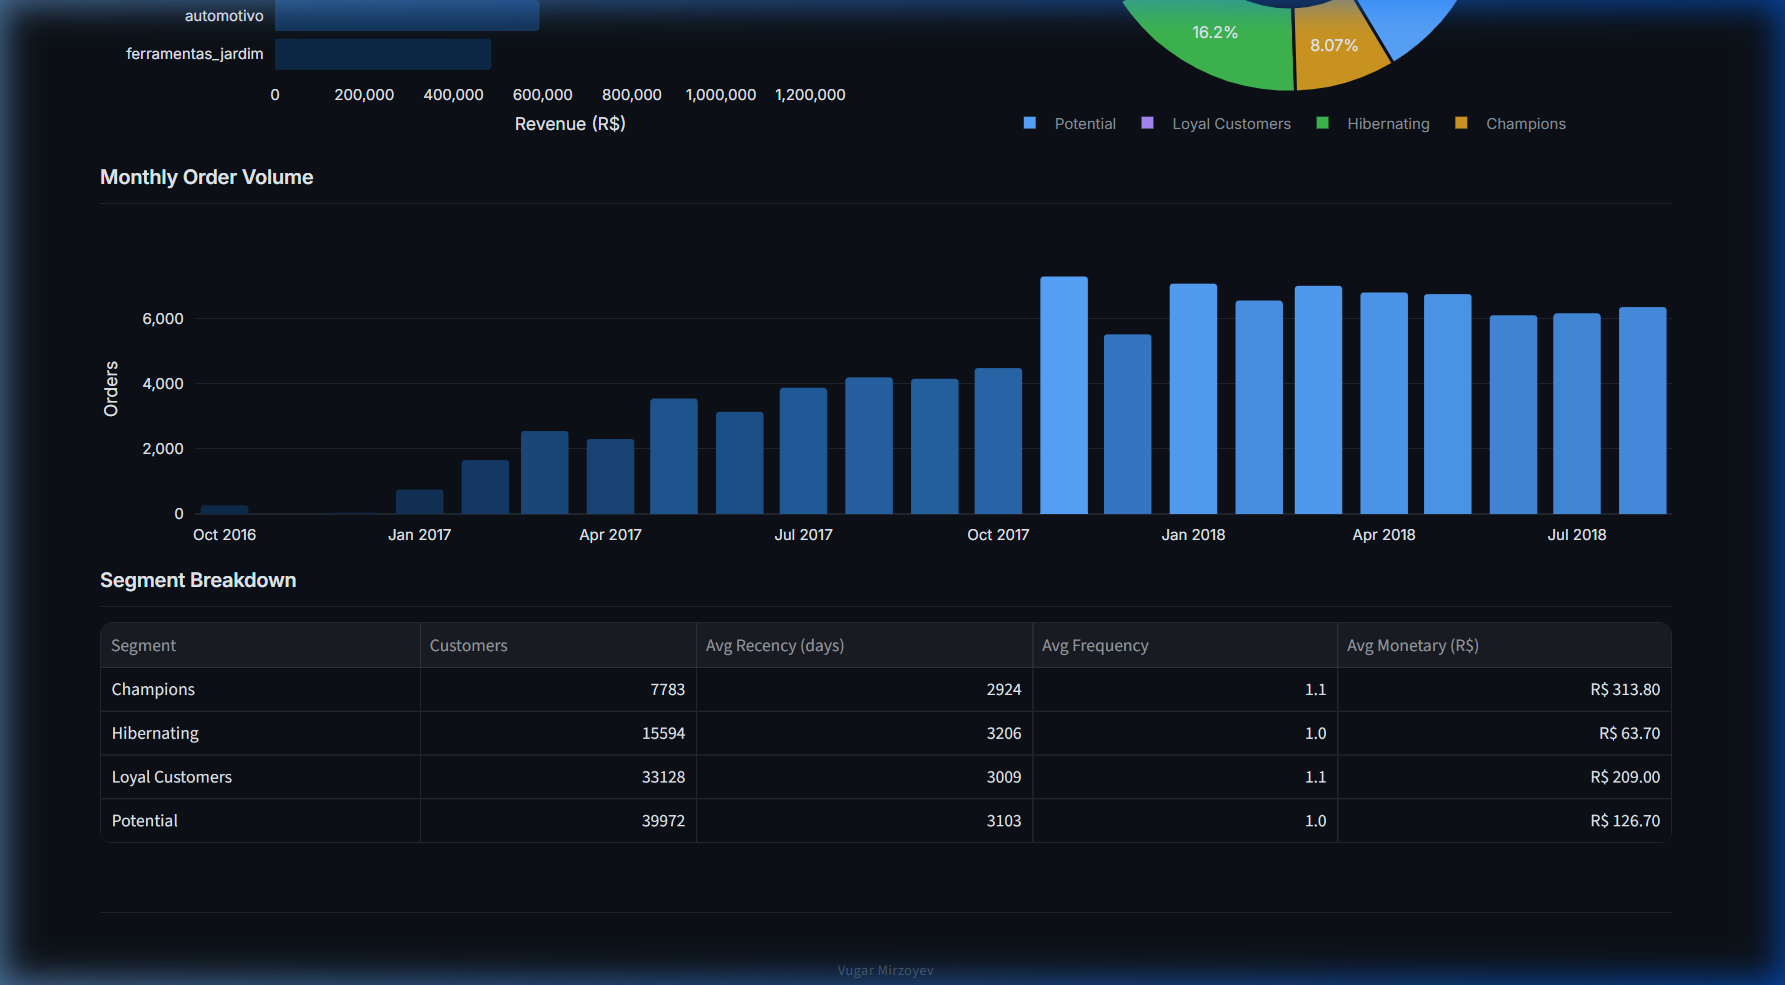 automotivo
ferramentas_jardim
0 200,000 400,000 600,000 800,000 1,000,000 1,200,000
Revenue (R$)
16.2%
8.07%
Potential Loyal Customers Hibernating Champions
Monthly Order Volume
Orders
6,000
4,000
2,000
0
Oct 2016 Jan 2017 Apr 2017 Jul 2017 Oct 2017 Jan 2018 Apr 2018 Jul 2018
Segment Breakdown
Segment Customers Avg Recency (days) Avg Frequency Avg Monetary (R$)
Champions 7783 2924 1.1 R$ 313.80
Hibernating 15594 3206 1.0 R$ 63.70
Loyal Customers 33128 3009 1.1 R$ 209.00
Potential 39972 3103 1.0 R$ 126.70
Vugar Mirzoyev